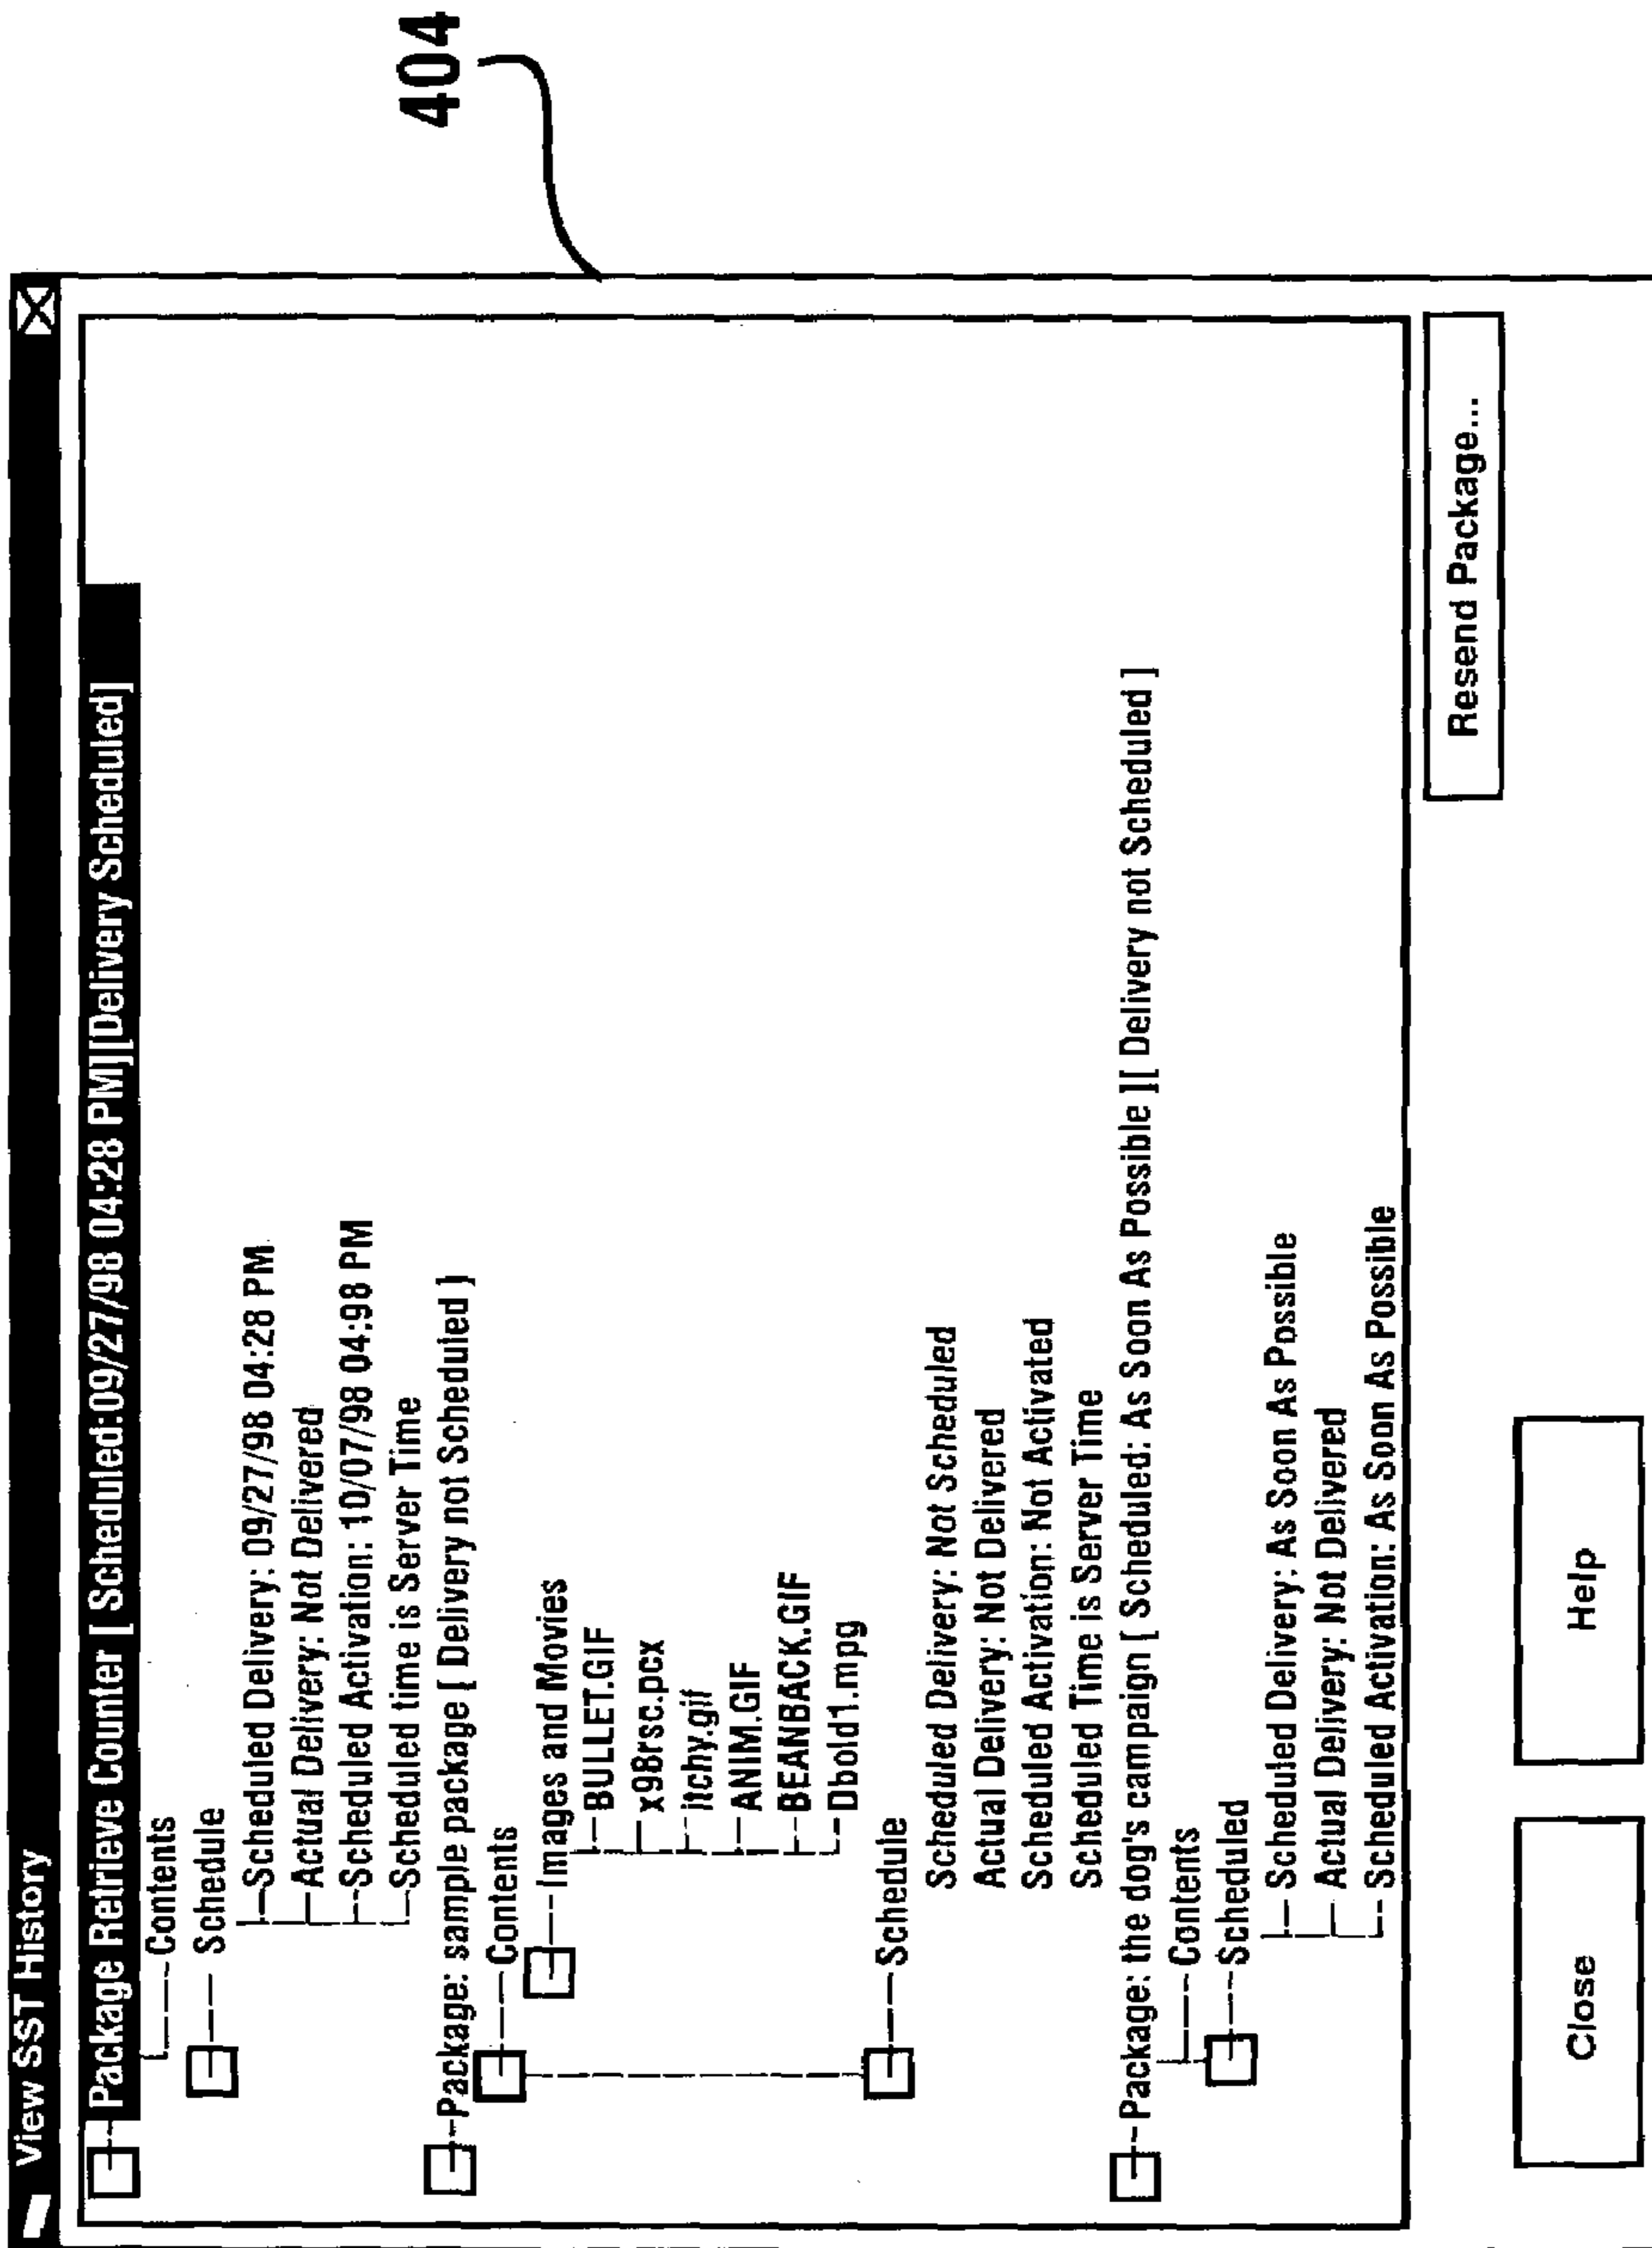 View SST History
Package Retrieve Counter [ Scheduled:09/27/98 04:28 PM][Delivery Scheduled]
Contents
Schedule
Scheduled Delivery: 09/27/98 04:28 PM
Actual Delivery: Not Delivered
Scheduled Activation: 10/07/98 04:98 PM
Scheduled time is Server Time
Package: sample package [ Delivery not Scheduled ]
Contents
Images and Movies
BULLET.GIF
x98rsc.pcx
itchy.gif
ANIM.GIF
BEANBACK.GIF
Dbold1.mpg
Schedule
Scheduled Delivery: Not Scheduled
Actual Delivery: Not Delivered
Scheduled Activation: Not Activated
Scheduled Time is Server Time
Package: the dog's campaign [ Scheduled: As Soon As Possible ][ Delivery not Scheduled ]
Contents
Scheduled
Scheduled Delivery: As Soon As Possible
Actual Delivery: Not Delivered
Scheduled Activation: As Soon As Possible
Resend Package...
Close
Help
404